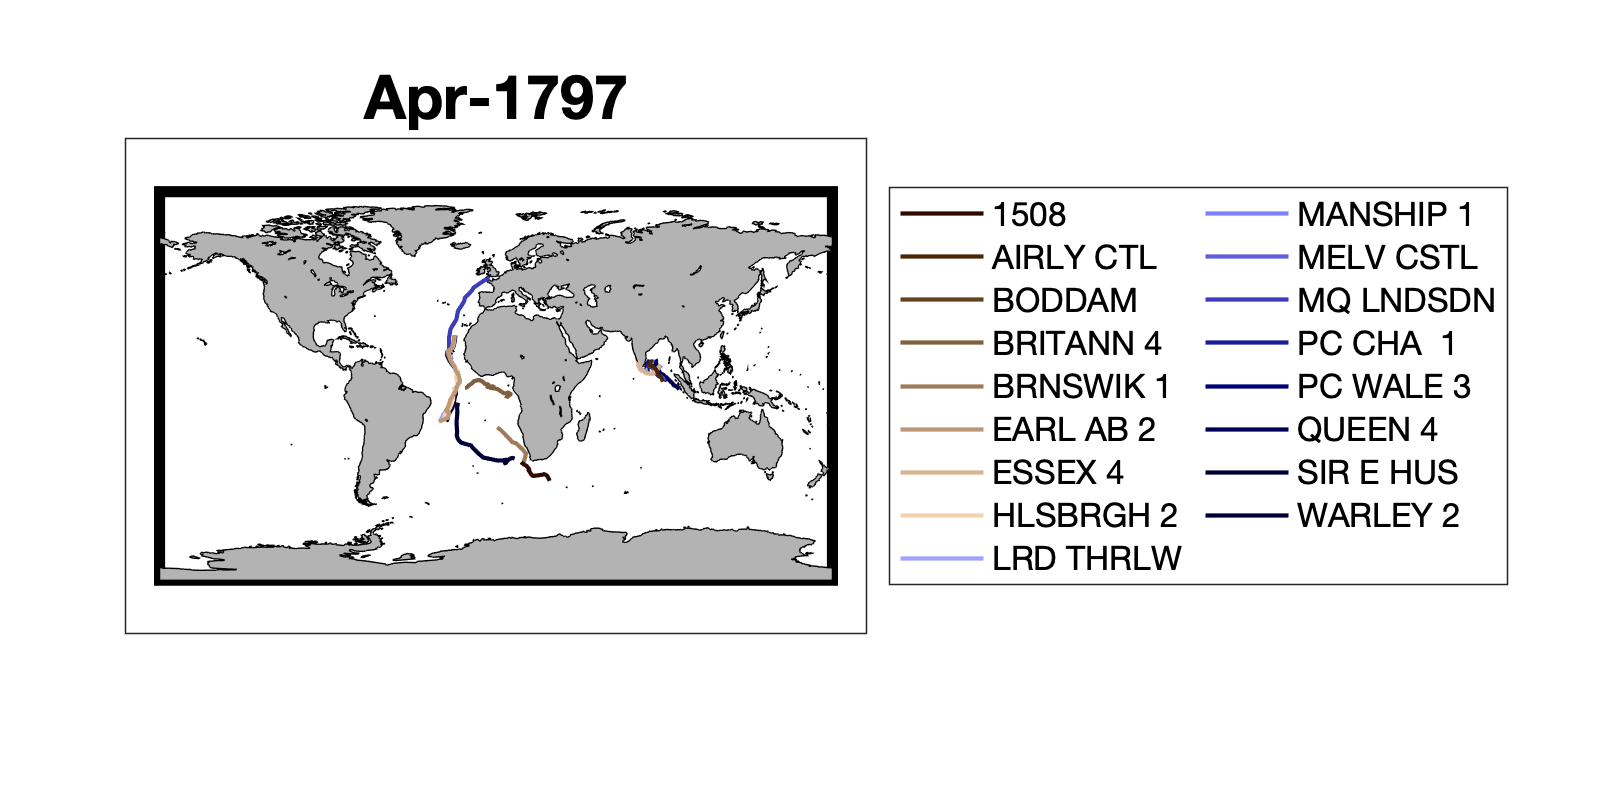 Apr-1797
1508
AIRLY CTL
BODDAM
BRITANN 4
BRNSWIK 1
EARL AB 2
ESSEX 4
HLSBRGH 2
LRD THRLW
MANSHIP 1
MELV CSTL
MQ LNDSDN
PC CHA  1
PC WALE 3
QUEEN 4
SIR E HUS
WARLEY 2